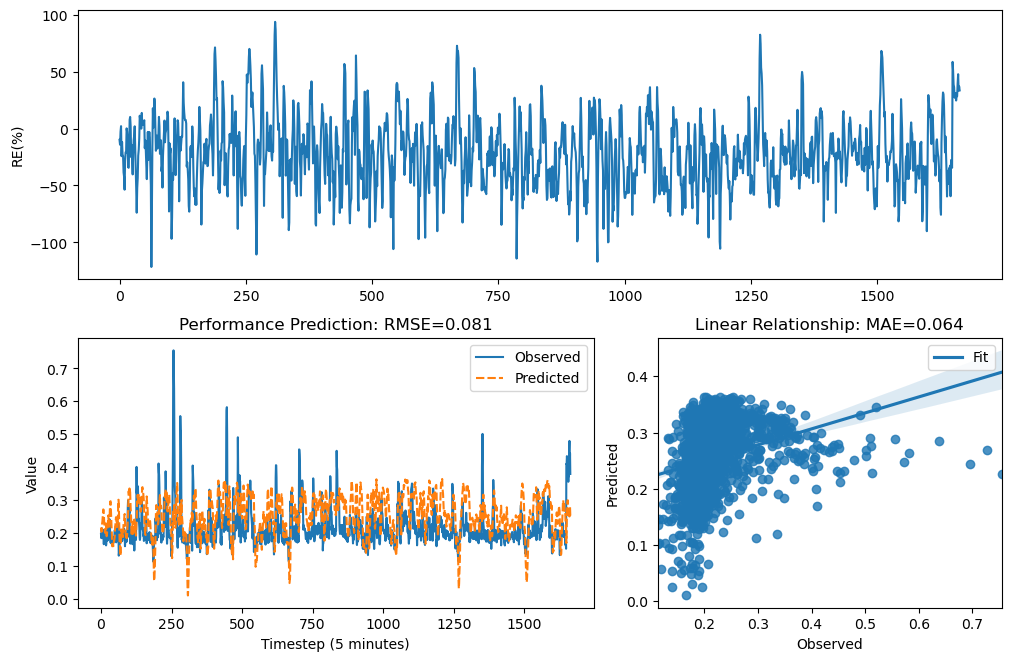 RE(%)
100
50
0
−50
−100
0 250 500 750 1000 1250 1500
Performance Prediction: RMSE=0.081
Value
0.7
0.6
0.5
0.4
0.3
0.2
0.1
0.0
Observed
Predicted
0 250 500 750 1000 1250 1500
Timestep (5 minutes)
Linear Relationship: MAE=0.064
Predicted
0.4
0.3
0.2
0.1
0.0
Fit
0.2 0.3 0.4 0.5 0.6 0.7
Observed